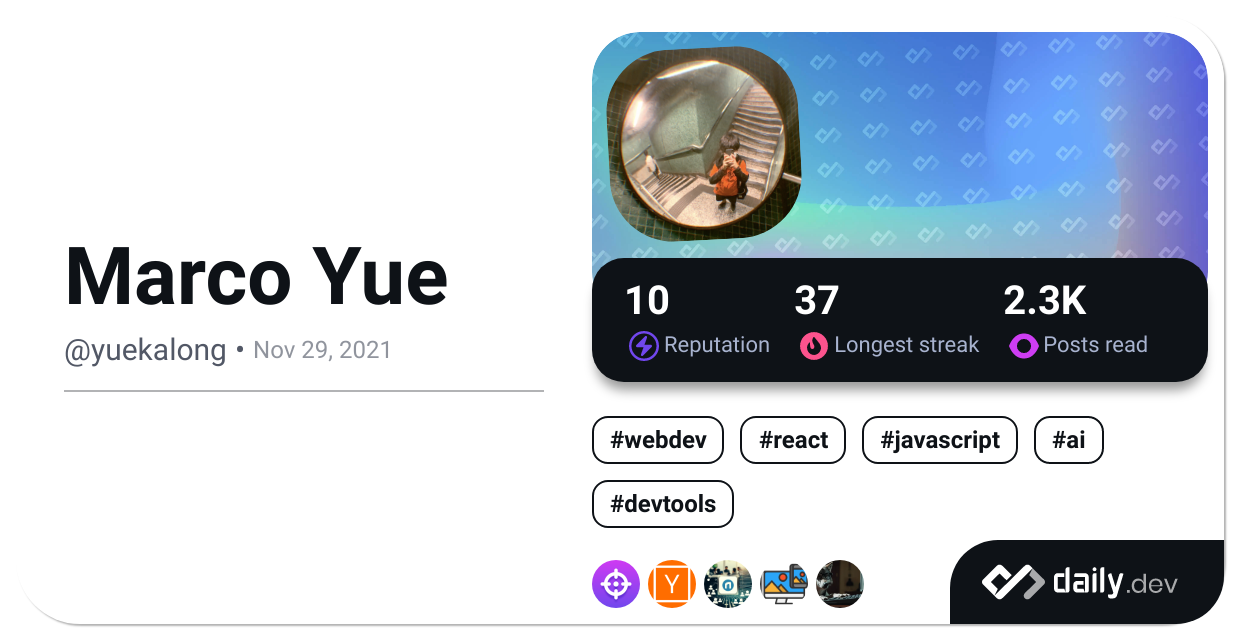 Marco Yue
@yuekalong • Nov 29, 2021
10 37 2.3K
Reputation Longest streak Posts read
#webdev #react #javascript #ai
#devtools
Y
daily.dev